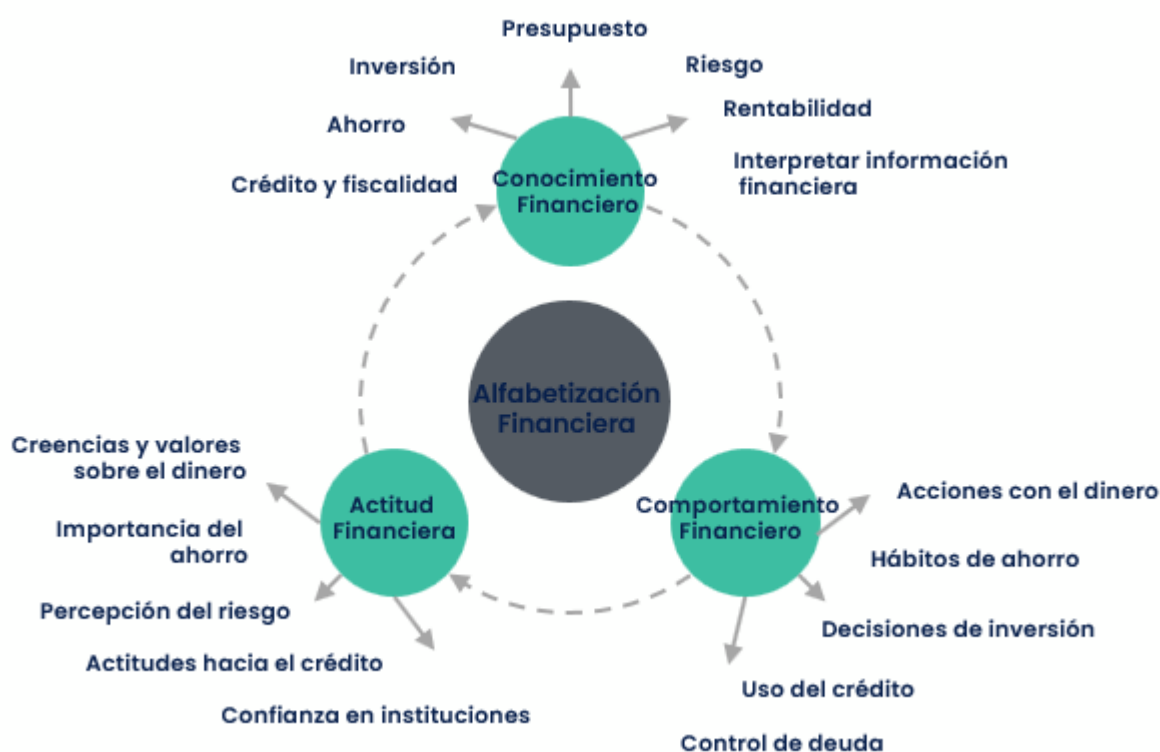 Presupuesto
Inversión
Riesgo
Ahorro
Rentabilidad
Crédito y fiscalidad
Interpretar información
financiera
Conocimiento
Financiero
Alfabetización
Financiera
Creencias y valores
sobre el dinero
Importancia del
ahorro
Percepción del riesgo
Actitudes hacia el crédito
Confianza en instituciones
Actitud
Financiera
Comportamiento
Financiero
Acciones con el dinero
Hábitos de ahorro
Decisiones de inversión
Uso del crédito
Control de deuda